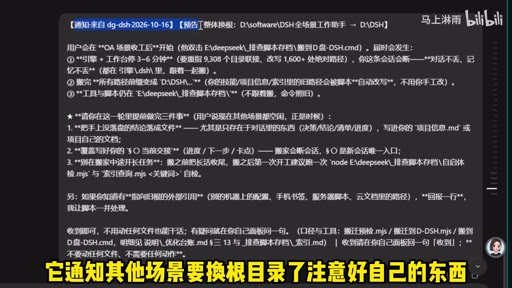 【通知·来自 dg-dsh·2026-10-16】【预告】整体换根：D:\software\DSH全场景工作助手 → D:\DSH】
马上淋雨 bilibili
用户会在 **OA 场景收工后**开始（他双击 E:\deepseek\_排查脚本存档\搬到D盘-DSH.cmd）。届时会发生：
① **引擎 + 工作台停 3~6 分钟**（要重指 9,308 个目录联接、改写 1,600+ 处绝对路径），你这条会话会断——**对话不丢、记
忆不丢**（都在 引擎\.dsh\ 里，跟着一起搬）。
② 搬完 **所有路径前缀变成 `D:\DSH\...`**（你的技能/项目信息/索引里的旧路径会被脚本**自动改写**，不用你手工改）。
③ **工具与脚本仍在 `E:\deepseek\_排查脚本存档\`**（不跟着搬，命令照旧）。
★ **请你在这一轮里提前做完三件事**（用户说现在其他场景都空闲，正是时候）：
1. **把手上没落盘的结论落成文件** —— 尤其是只存在于对话里的东西（决策/结论/清单/进度），写进你的 `项目信息.md` 或
项目自己的文档；
2. **覆盖写好你的 `§〇 当前交接`**（进度 / 下一步 / 卡点）—— 搬家会断会话，§〇 是新会话唯一入口；
3. **别在搬家中途开长任务**：搬之前把长活收尾，搬之后第一次开工建议跑一次 `node E:\deepseek\_排查脚本存档\自启体
检.mjs` 与 `索引查询.mjs <关键词>` 自检。
另：如果你知道有**指向旧根的外部引用**（别的机器上的配置、手机书签、服务器脚本、云文档里的路径），**回报一行**，
我让脚本一并处理。
收到即可，不用动任何文件也能活；有疑问就在你自己面板问一句。（口径与工具：搬迁预检.mjs / 搬迁到D-DSH.mjs / 搬到
D盘-DSH.cmd，明细见 说明\_优化台账.md §三 13 与 _排查脚本存档\_索引.md） | 收到请在你自己面板回一句「收到」；**
不要动任何文件、不需要任何动作**。
它通知其他场景要换根目录了注意好自己的东西